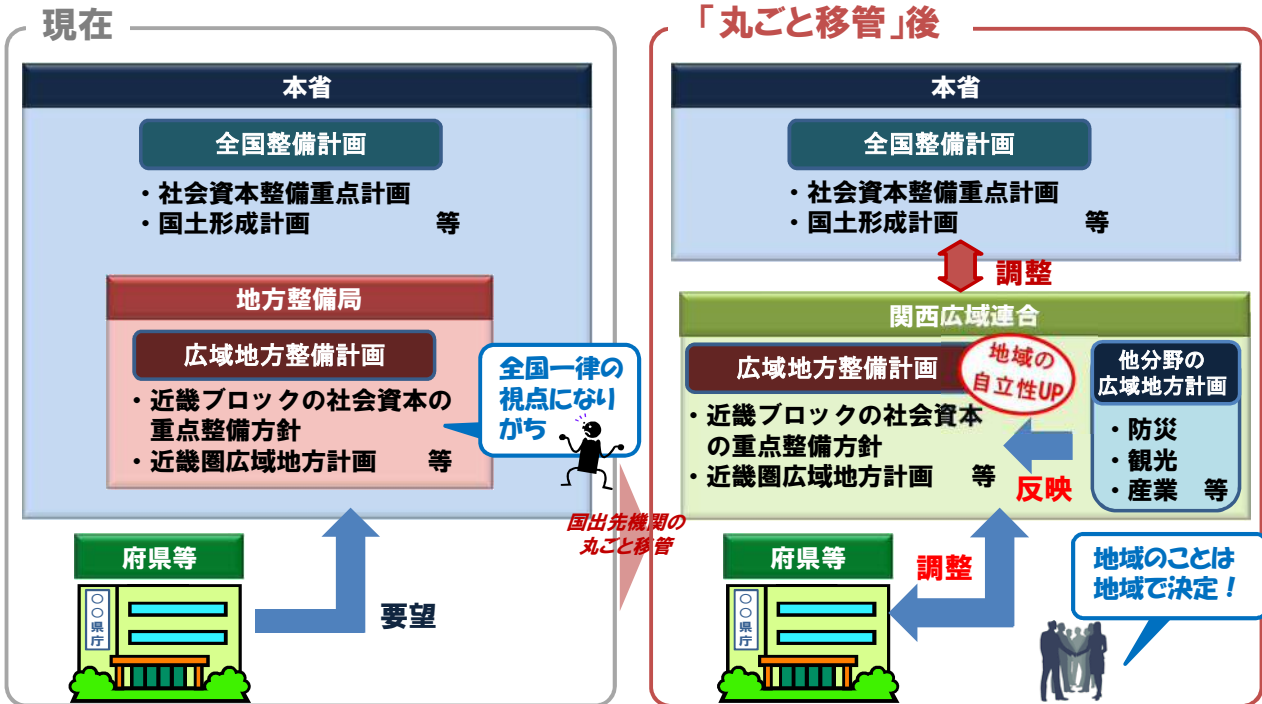 現在
本省
全国整備計画
・社会資本整備重点計画
・国土形成計画　　　　　等
地方整備局
広域地方整備計画
・近畿ブロックの社会資本の
重点整備方針
・近畿圏広域地方計画　　等
全国一律の
視点になり
がち
府県等
〇〇県庁
要望
国出先機関の
丸ごと移管
「丸ごと移管」後
本省
全国整備計画
・社会資本整備重点計画
・国土形成計画　　　　　等
調整
関西広域連合
広域地方整備計画
地域の
自立性UP
・近畿ブロックの社会資本
の重点整備方針
・近畿圏広域地方計画　等
反映
他分野の
広域地方計画
・防災
・観光
・産業　等
府県等
〇〇県庁
調整
地域のことは
地域で決定！